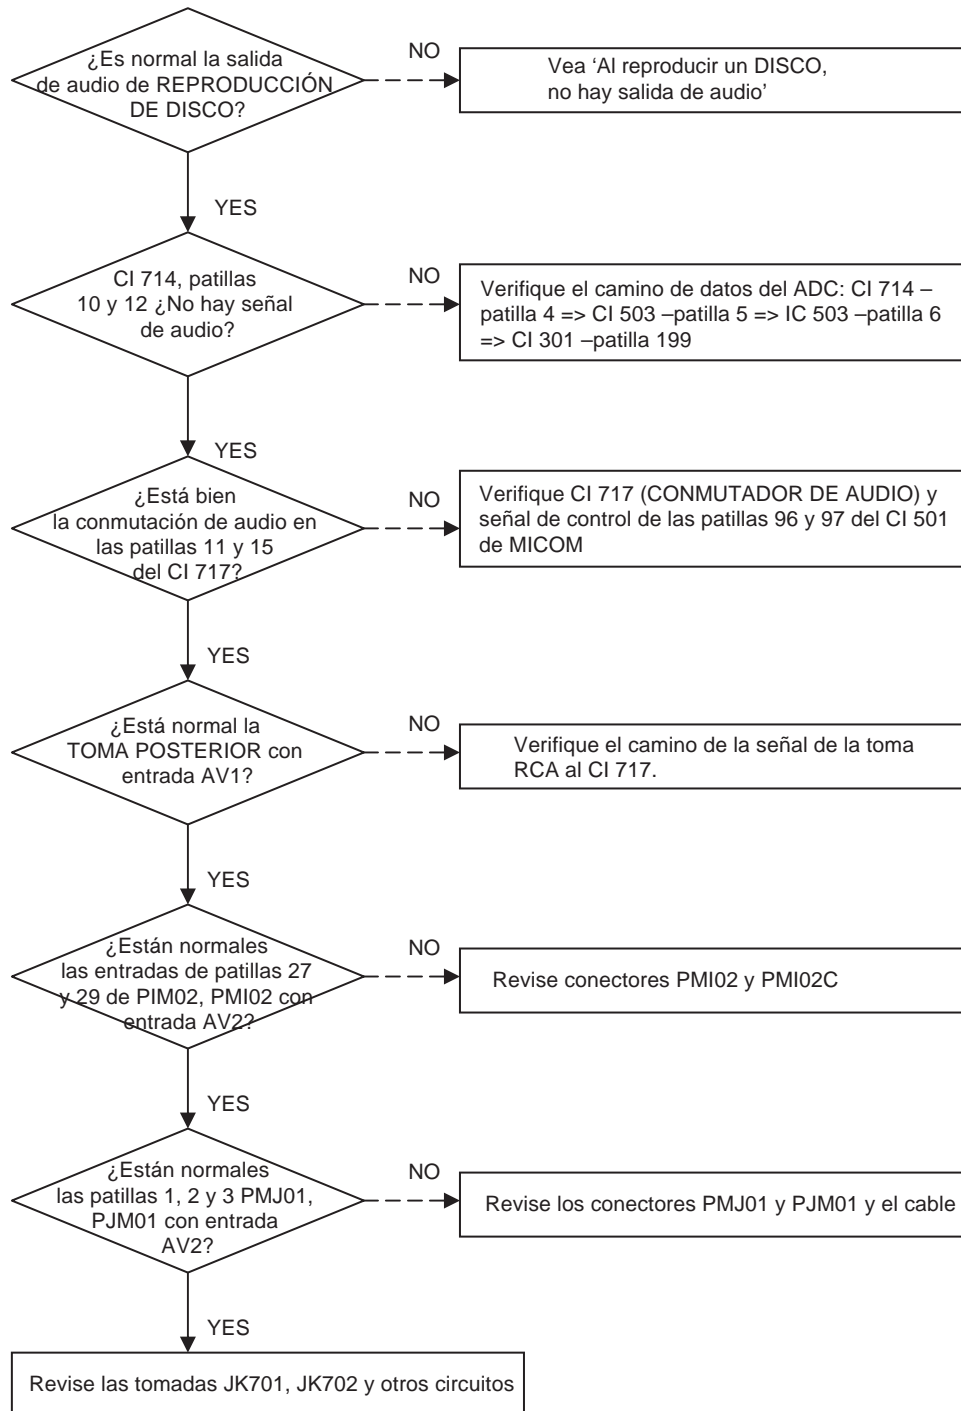 ¿Es normal la salida
de audio de REPRODUCCIÓN
DE DISCO?
NO
Vea ‘Al reproducir un DISCO,
no hay salida de audio’
YES
CI 714, patillas
10 y 12 ¿No hay señal
de audio?
NO
Verifique el camino de datos del ADC: CI 714 –
patilla 4 => CI 503 –patilla 5 => IC 503 –patilla 6
=> CI 301 –patilla 199
YES
¿Está bien
la conmutación de audio en
las patillas 11 y 15
del CI 717?
NO
Verifique CI 717 (CONMUTADOR DE AUDIO) y
señal de control de las patillas 96 y 97 del CI 501
de MICOM
YES
¿Está normal la
TOMA POSTERIOR con
entrada AV1?
NO
Verifique el camino de la señal de la toma
RCA al CI 717.
YES
¿Están normales
las entradas de patillas 27
y 29 de PIM02, PMI02 con
entrada AV2?
NO
Revise conectores PMI02 y PMI02C
YES
¿Están normales
las patillas 1, 2 y 3 PMJ01,
PJM01 con entrada
AV2?
NO
Revise los conectores PMJ01 y PJM01 y el cable
YES
Revise las tomadas JK701, JK702 y otros circuitos